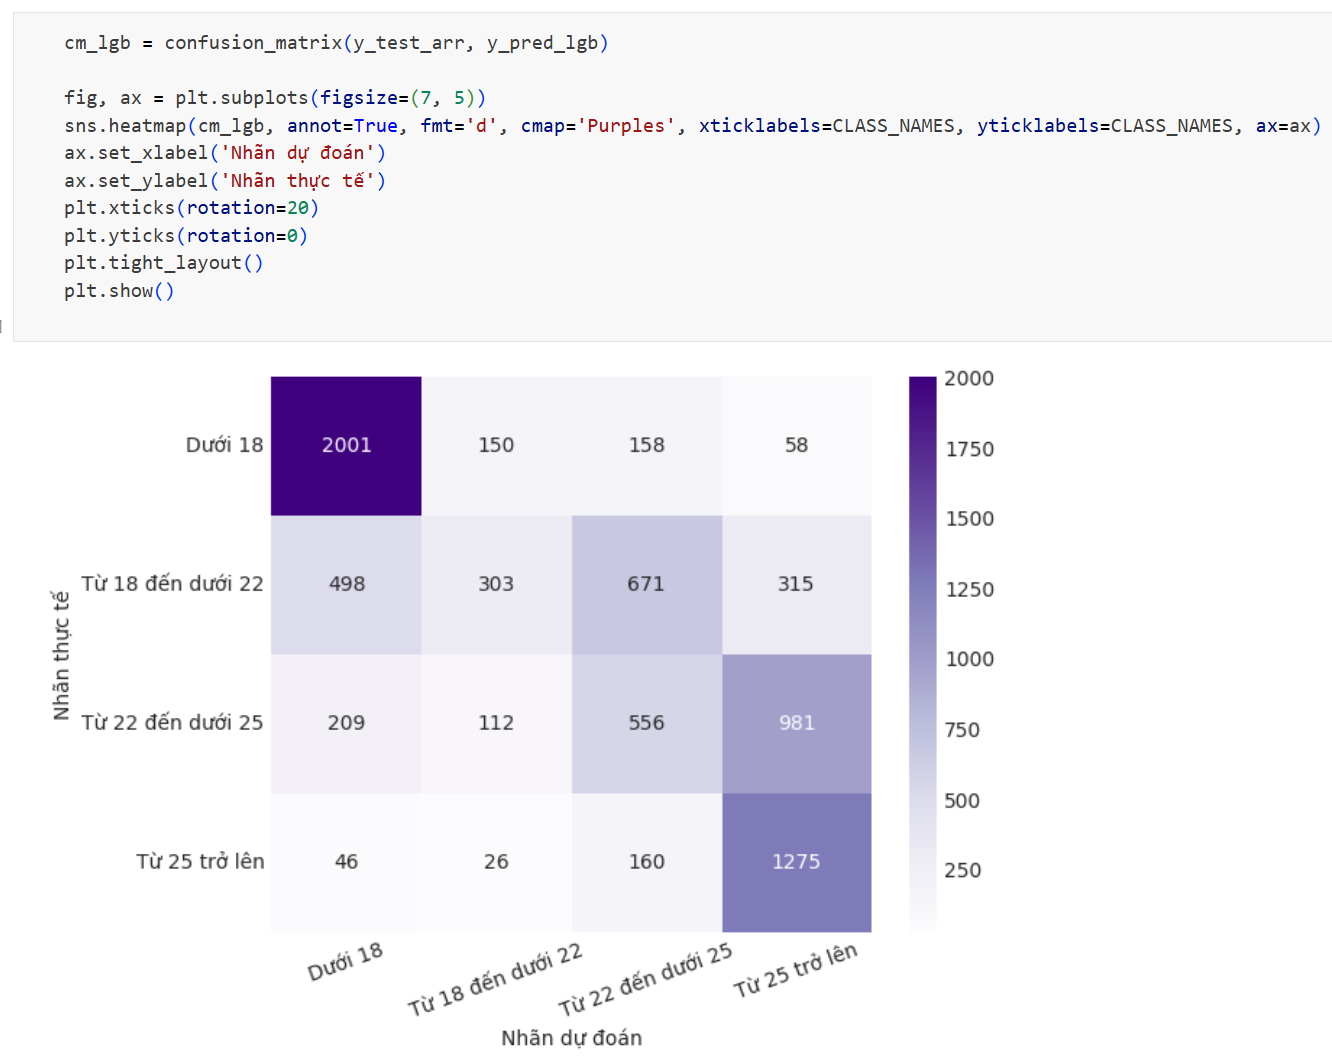 cm_lgb = confusion_matrix(y_test_arr, y_pred_lgb)
fig, ax = plt.subplots(figsize=(7, 5))
sns.heatmap(cm_lgb, annot=True, fmt='d', cmap='Purples', xticklabels=CLASS_NAMES, yticklabels=CLASS_NAMES, ax=ax)
ax.set_xlabel('Nhãn dự đoán')
ax.set_ylabel('Nhãn thực tế')
plt.xticks(rotation=20)
plt.yticks(rotation=0)
plt.tight_layout()
plt.show()
Nhãn thực tế
Dưới 18 2001 150 158 58
Từ 18 đến dưới 22 498 303 671 315
Từ 22 đến dưới 25 209 112 556 981
Từ 25 trở lên 46 26 160 1275
Dưới 18 Từ 18 đến dưới 22 Từ 22 đến dưới 25 Từ 25 trở lên
Nhãn dự đoán
2000
1750
1500
1250
1000
750
500
250